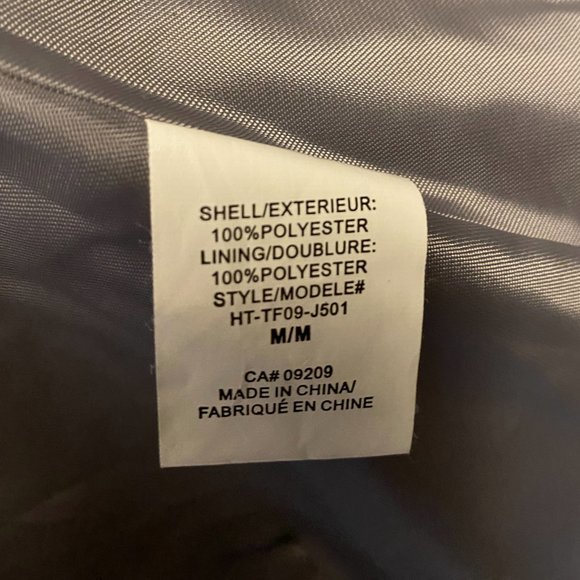 SHELL/EXTERIEUR:
100%POLYESTER
LINING/DOUBLURE:
100%POLYESTER
STYLE/MODELE#
HT-TF09-J501
M/M
CA# 09209
MADE IN CHINA/
FABRIQUÉ EN CHINE